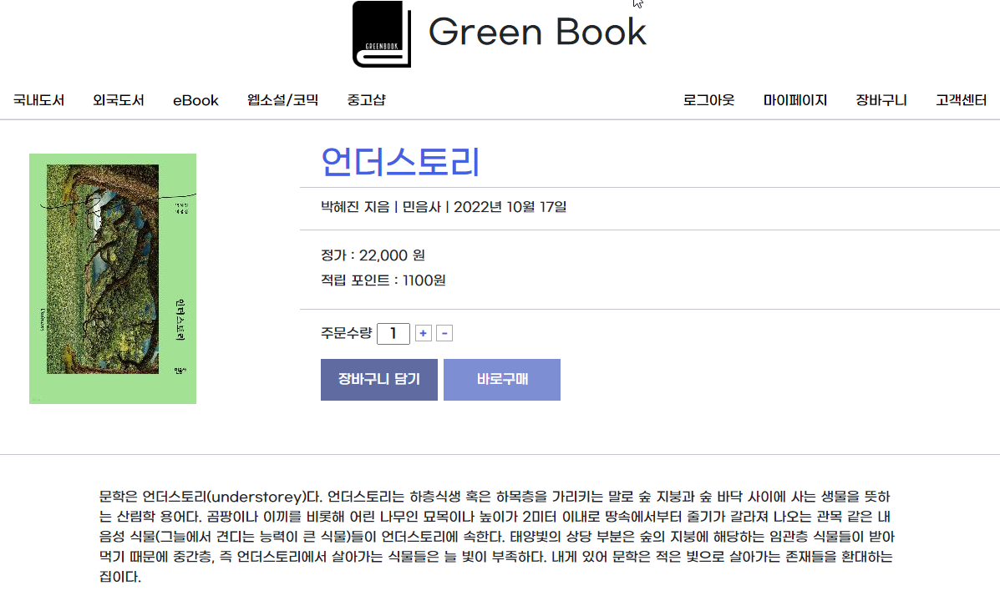 GREENBOOK
Green Book
국내도서 외국도서 eBook 웹소설/코믹 중고샵 로그아웃 마이페이지 장바구니 고객센터
언더스토리
박혜진 지음 | 민음사 | 2022년 10월 17일
정가 : 22,000 원
적립 포인트 : 1100원
주문수량 1 + -
장바구니 담기 바로구매
언더스토리
민음사
문학은 언더스토리(understorey)다. 언더스토리는 하층식생 혹은 하목층을 가리키는 말로 숲 지붕과 숲 바닥 사이에 사는 생물을 뜻하
는 산림학 용어다. 곰팡이나 이끼를 비롯해 어린 나무인 묘목이나 높이가 2미터 이내로 땅속에서부터 줄기가 갈라져 나오는 관목 같은 내
음성 식물(그늘에서 견디는 능력이 큰 식물)들이 언더스토리에 속한다. 태양빛의 상당 부분은 숲의 지붕에 해당하는 임관층 식물들이 받아
먹기 때문에 중간층, 즉 언더스토리에서 살아가는 식물들은 늘 빛이 부족하다. 내게 있어 문학은 적은 빛으로 살아가는 존재들을 환대하는
집이다.